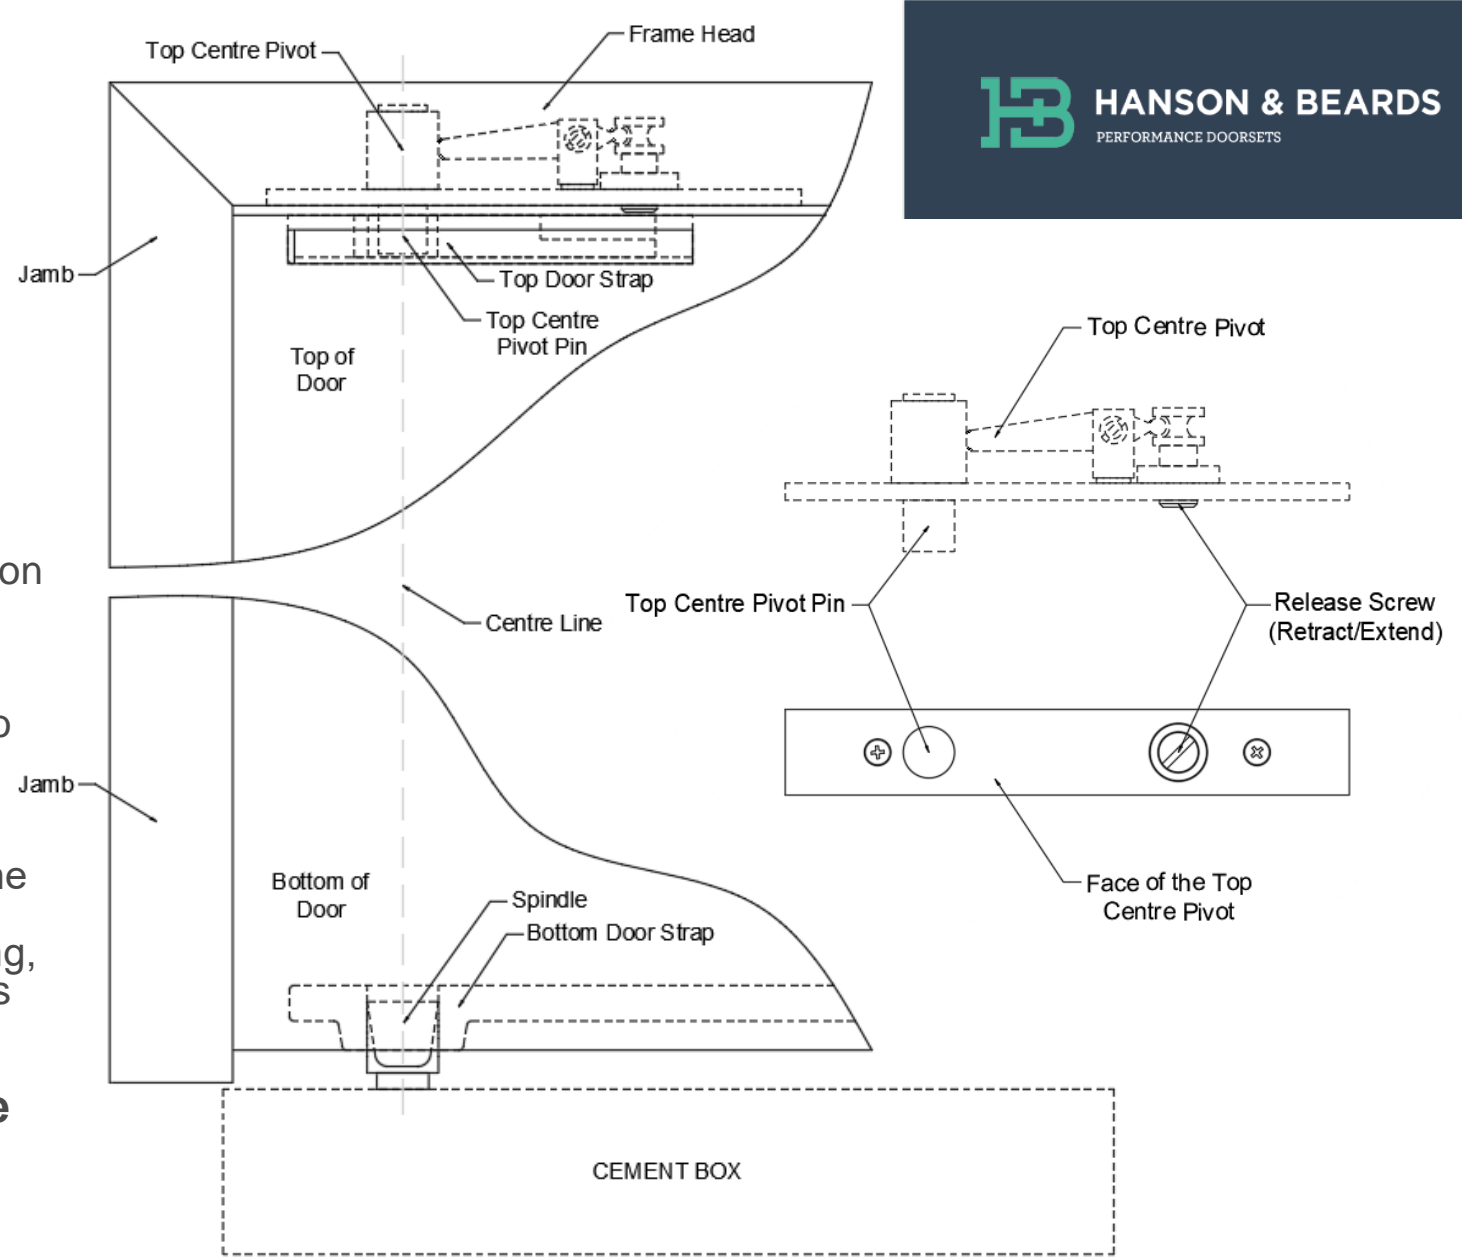 Top Centre Pivot
Frame Head
HANSON & BEARDS
PERFORMANCE DOORSETS
Jamb
Top Door Strap
Top Centre
Pivot Pin
Top of
Door
Top Centre Pivot
on
Centre Line
Top Centre Pivot Pin
Release Screw
(Retract/Extend)
Jamb
Bottom of
Door
Spindle
Bottom Door Strap
Face of the Top
Centre Pivot
CEMENT BOX